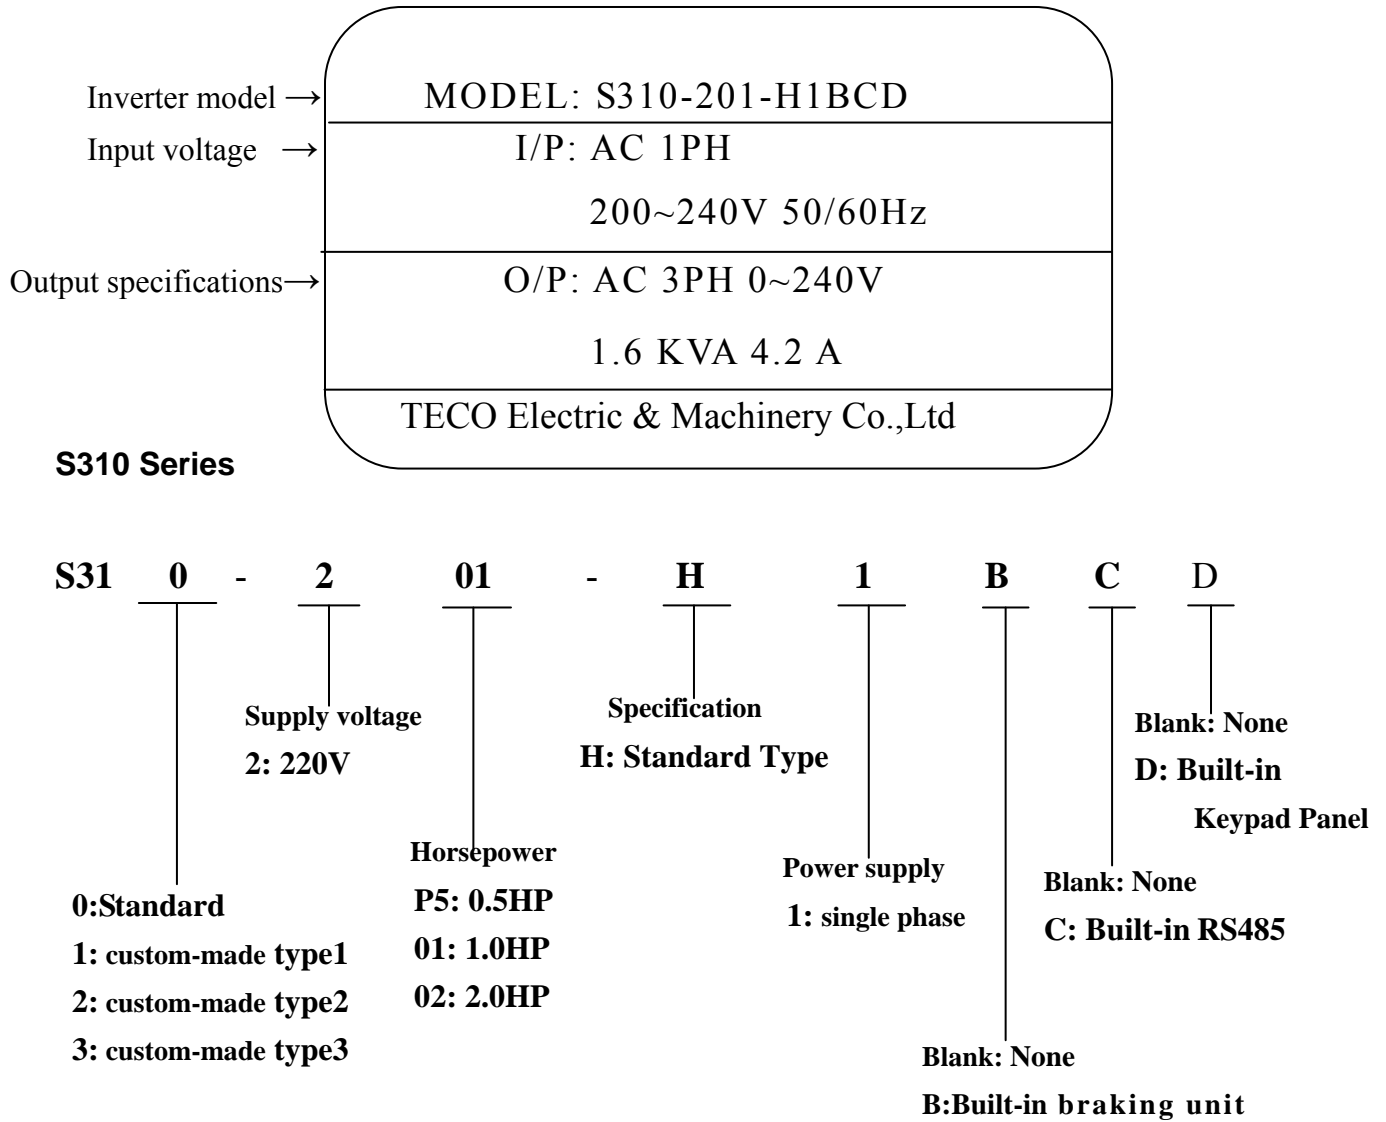 Inverter model → MODEL: S310-201-H1BCD
Input voltage → I/P: AC 1PH
200~240V 50/60Hz
Output specifications→ O/P: AC 3PH 0~240V
1.6 KVA 4.2 A
TECO Electric & Machinery Co.,Ltd
S310 Series
S31 0 - 2 01 - H 1 B C D
Supply voltage
2: 220V
Specification
H: Standard Type
Blank: None
D: Built-in
Keypad Panel
Horsepower
P5: 0.5HP
01: 1.0HP
02: 2.0HP
Power supply
1: single phase
Blank: None
C: Built-in RS485
0:Standard
1: custom-made type1
2: custom-made type2
3: custom-made type3
Blank: None
B:Built-in braking unit